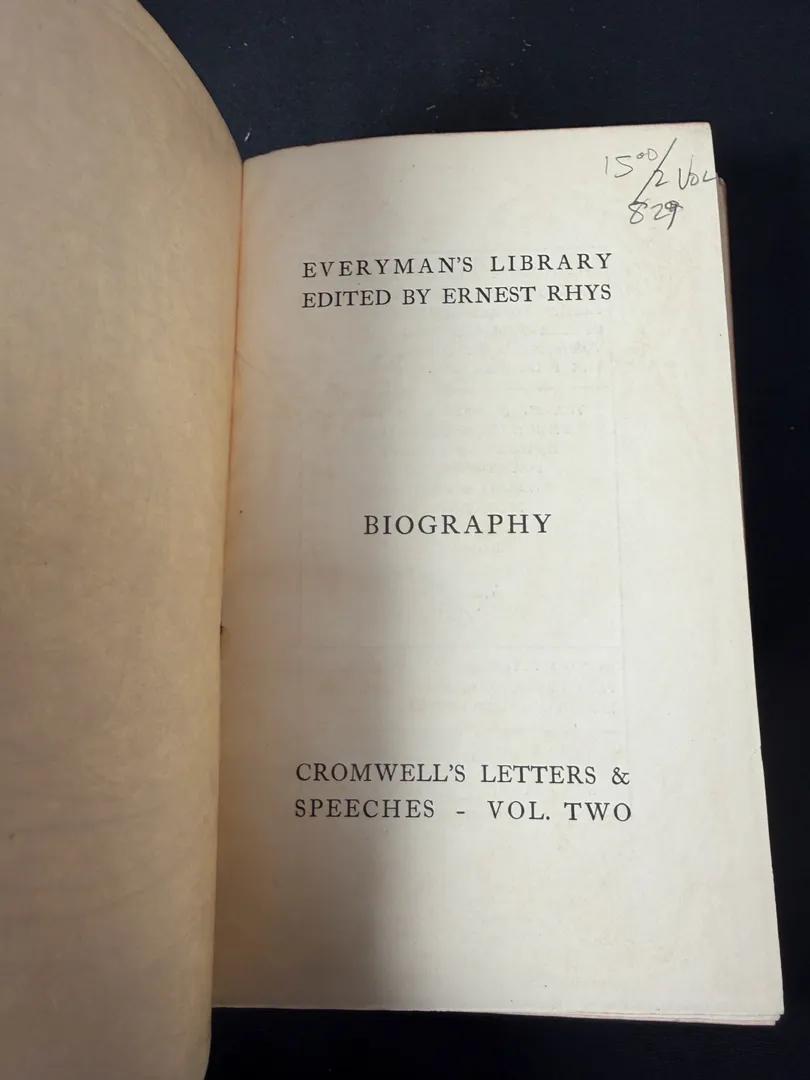 15⁰⁰/2 VOL
829
EVERYMAN'S LIBRARY
EDITED BY ERNEST RHYS
BIOGRAPHY
CROMWELL'S LETTERS &
SPEECHES - VOL. TWO